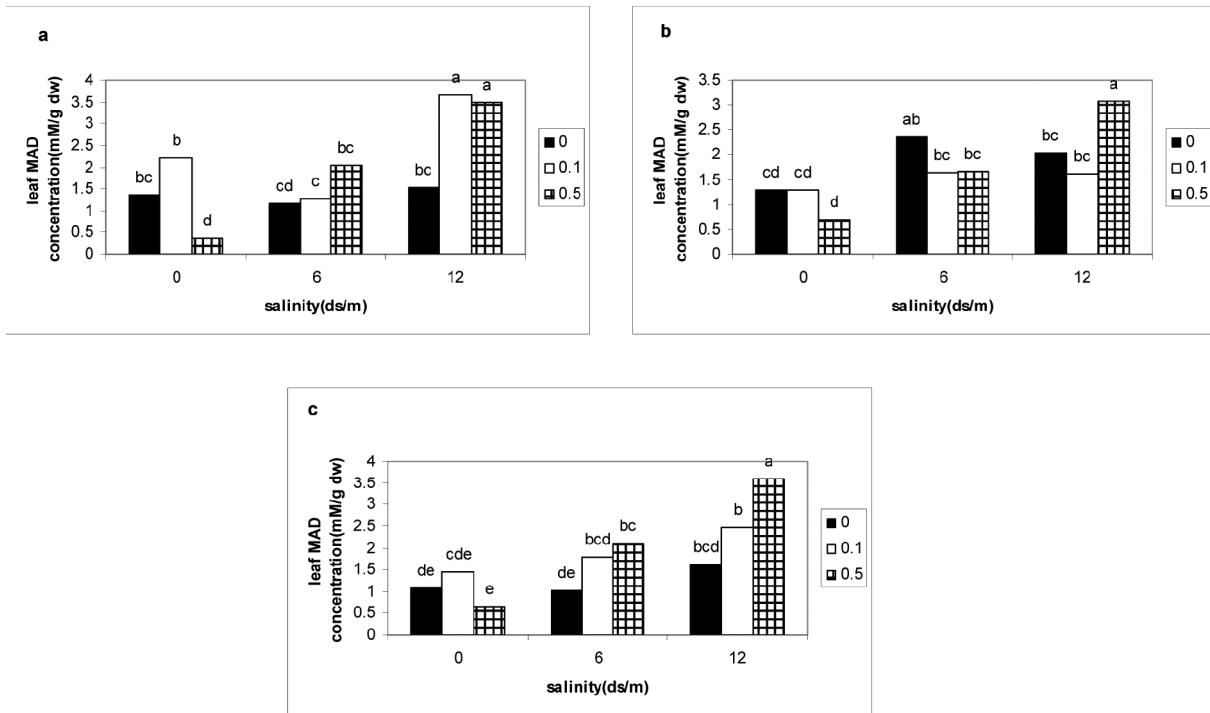 a
leaf MAD
concentration(mM/g dw)
4
3.5
3
2.5
2
1.5
1
0.5
0
bc
b
d
cd
c
bc
bc
a
a
0
6
12
salinity(ds/m)
0
0.1
0.5
b
leaf MAD
concentration(mM/g dw)
3.5
3
2.5
2
1.5
1
0.5
0
cd
cd
d
ab
bc
bc
bc
bc
a
0
6
12
salinity(ds/m)
0
0.1
0.5
c
leaf MAD
concentration(mM/g dw)
4
3.5
3
2.5
2
1.5
1
0.5
0
de
cde
e
de
bcd
bc
bcd
b
a
0
6
12
salinity(ds/m)
0
0.1
0.5